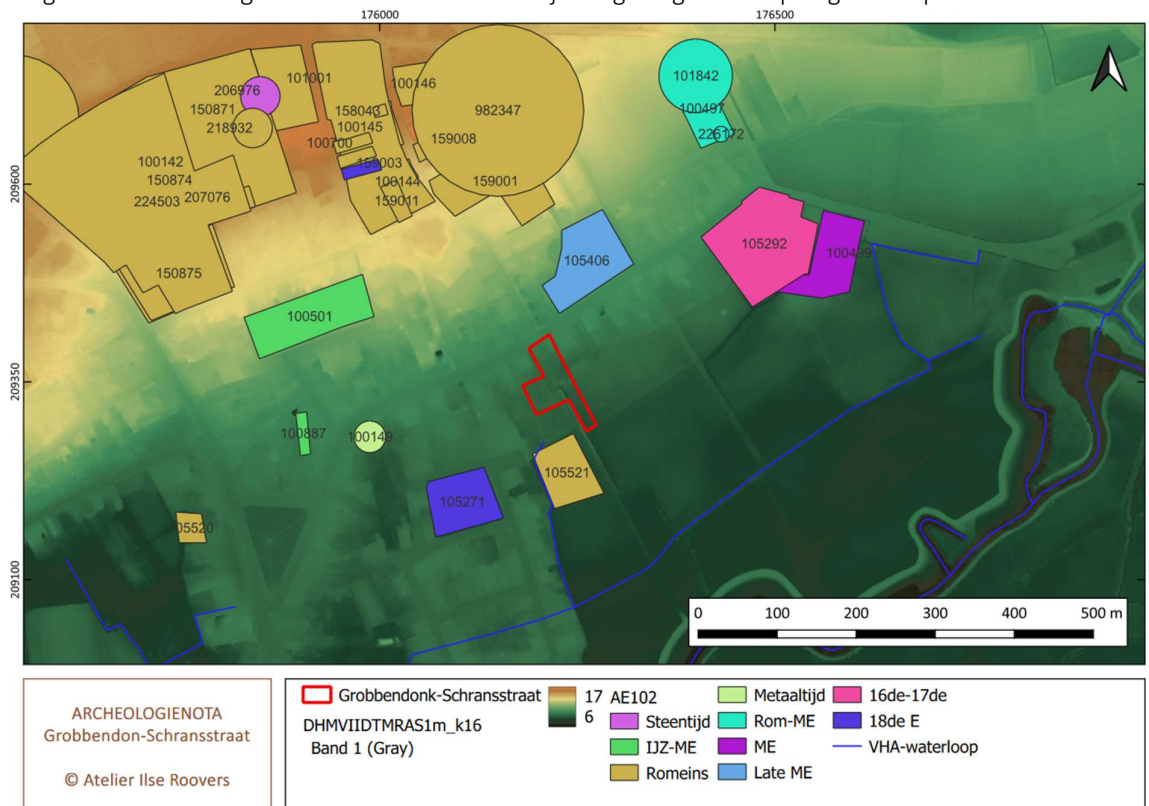 176000
176500
101001
206976
150871
218932
158043
100145
100700
159003
100144
159011
100146
982347
159008
159001
101842
100497
226172
100142
150874
224503
207076
150875
209600
105292
100499
105406
100501
209350
100887
100149
105271
105521
05520
209100
0 100 200 300 400 500 m
ARCHEOLOGIENOTA
Grobbendon-Schransstraat
© Atelier Ilse Roovers
Grobbendonk-Schransstraat
DHMVIIDTMRAS1m_k16
Band 1 (Gray)
17
6
AE102
Steentijd
IJZ-ME
Romeins
Metaaltijd
Rom-ME
ME
Late ME
16de-17de
18de E
VHA-waterloop